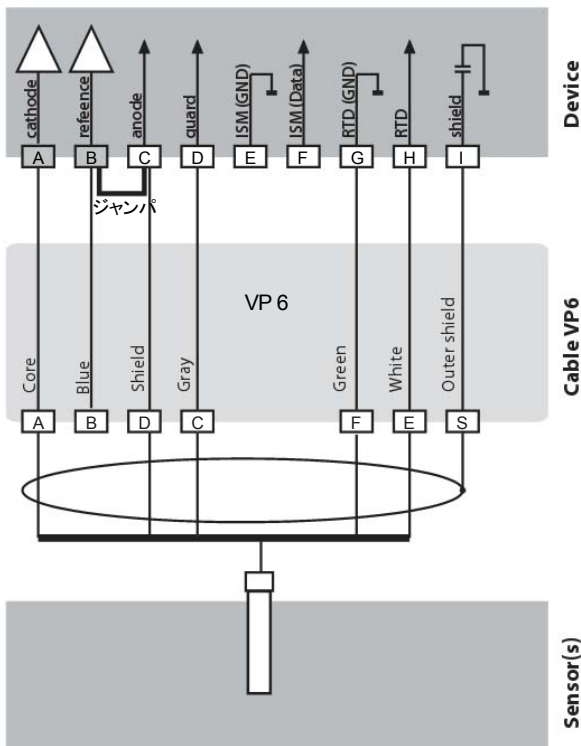 cathode
refeence
anode
guard
ISM (GND)
ISM (Data)
RTD (GND)
RTD
shield
Device
A B C D E F G H I
ジャンパ
VP 6
Core
Blue
Shield
Gray
Green
White
Outer shield
Cable VP6
A B D C F E S
Sensor(s)